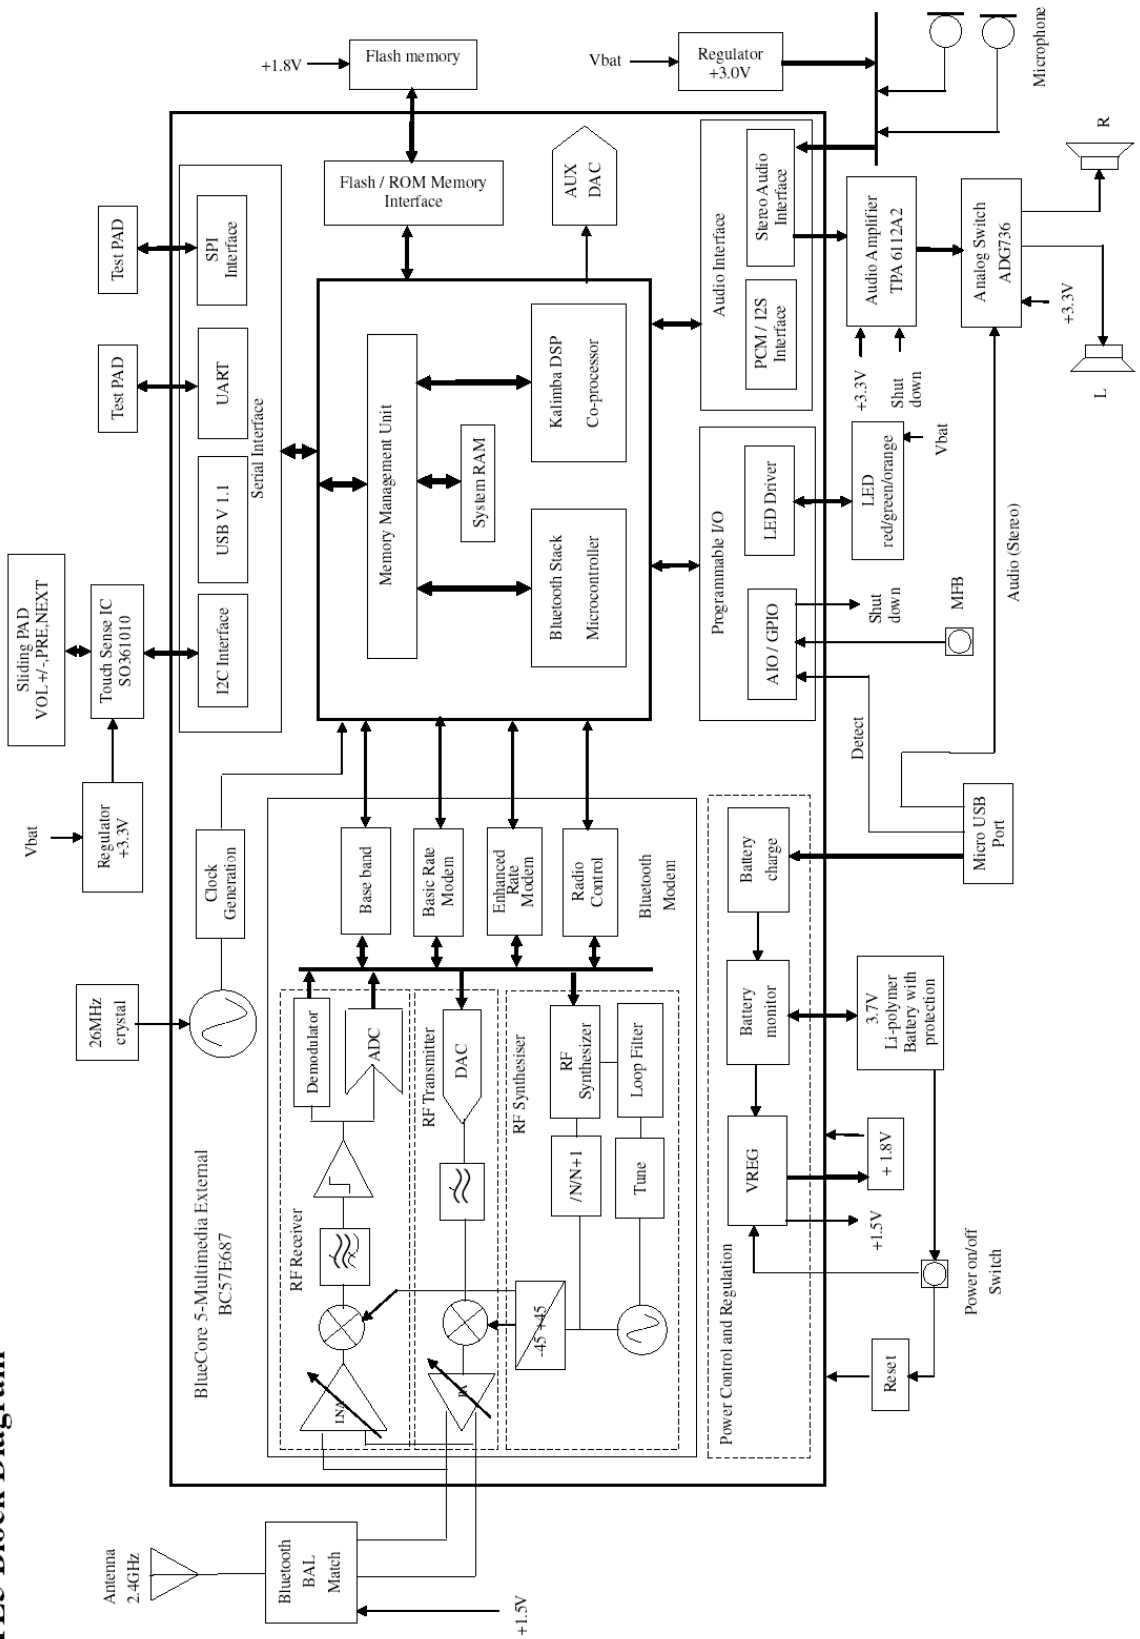 Block Diagram
Antenna
2.4GHz
Bluetooth
BAL
Match
+1.5V
26MHz
crystal
Clock
Generation
Vbat
Regulator
+3.3V
Sliding PAD
VOL +/-,PRE,NEXT
Touch Sense IC
SO361010
Test PAD
Test PAD
+1.8V
Flash memory
Vbat
Regulator
+3.0V
Microphone
BlueCore 5-Multimedia External
BC57E687
I2C Interface
USB V 1.1
UART
SPI
Interface
Serial Interface
Flash / ROM Memory
Interface
AUX
DAC
Memory Management Unit
System RAM
Bluetooth Stack
Microcontroller
Kalimba DSP
Co-processor
RF Receiver
LNA
Demodulator
ADC
RF Transmitter
PA
DAC
RF Synthesiser
-45 +45
/N/N+1
RF
Synthesizer
Tune
Loop Filter
Base band
Basic Rate
Modem
Enhanced
Rate
Modem
Radio
Control
Bluetooth
Modem
Audio Interface
PCM / I2S
Interface
Stereo Audio
Interface
Programmable I/O
AIO / GPIO
LED Driver
Power Control and Regulation
VREG
Battery
monitor
Battery
charge
Reset
Power on/off
Switch
+1.5V
+ 1.8V
3.7V
Li-polymer
Battery with
protection
Micro USB
Port
Detect
Audio (Stereo)
Shut
down
MFB
LED
red/green/orange
Vbat
+3.3V
Shut
down
Audio Amplifier
TPA 6112A2
Analog Switch
ADG736
+3.3V
L
R